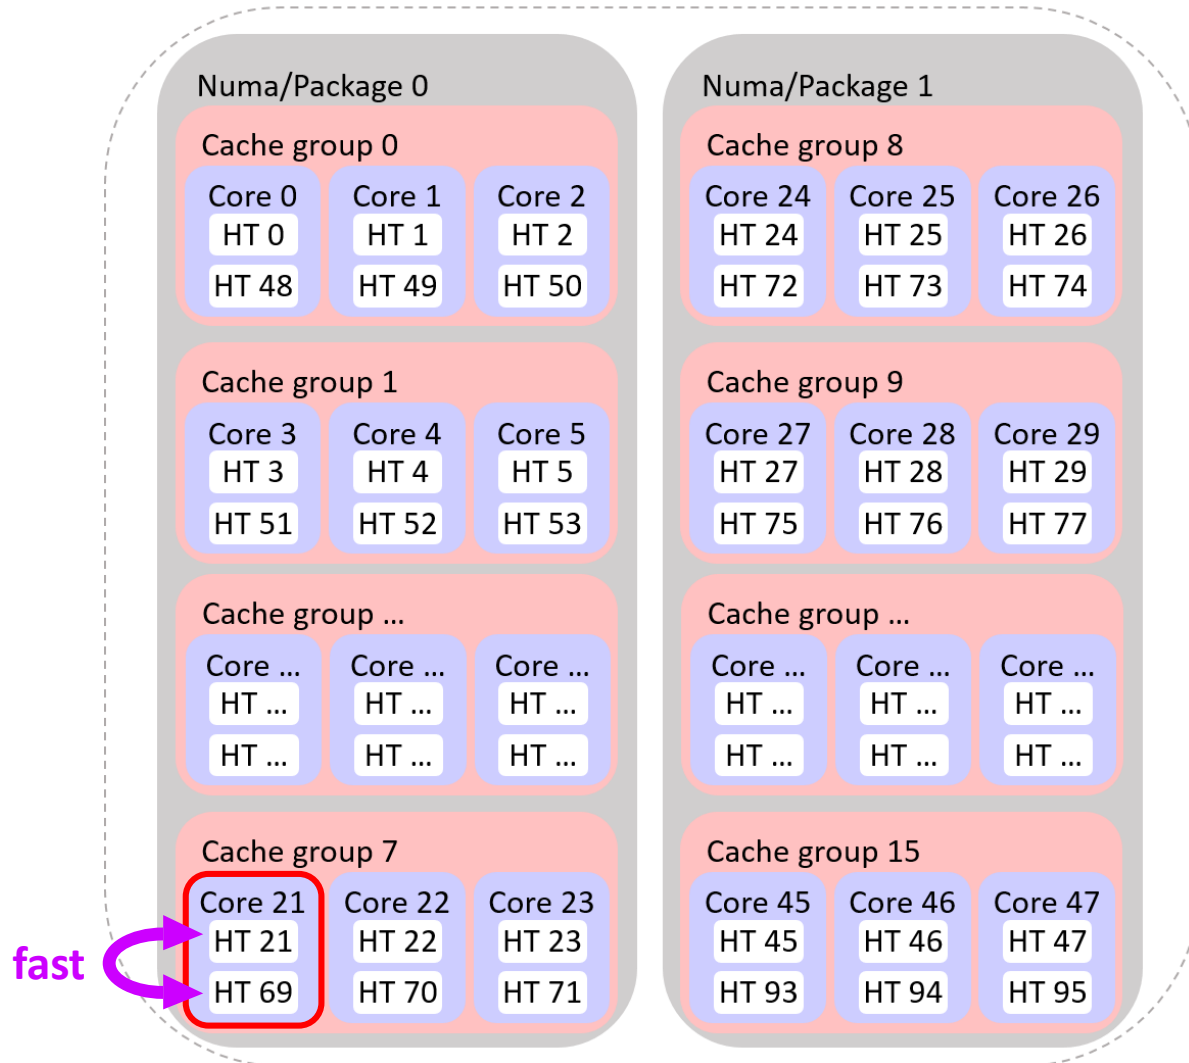 Numa/Package 0
Cache group 0
Core 0 Core 1 Core 2
HT 0 HT 1 HT 2
HT 48 HT 49 HT 50
Cache group 1
Core 3 Core 4 Core 5
HT 3 HT 4 HT 5
HT 51 HT 52 HT 53
Cache group ...
Core ... Core ... Core ...
HT ... HT ... HT ...
HT ... HT ... HT ...
Cache group 7
Core 21 Core 22 Core 23
HT 21 HT 22 HT 23
HT 69 HT 70 HT 71
fast
Numa/Package 1
Cache group 8
Core 24 Core 25 Core 26
HT 24 HT 25 HT 26
HT 72 HT 73 HT 74
Cache group 9
Core 27 Core 28 Core 29
HT 27 HT 28 HT 29
HT 75 HT 76 HT 77
Cache group ...
Core ... Core ... Core ...
HT ... HT ... HT ...
HT ... HT ... HT ...
Cache group 15
Core 45 Core 46 Core 47
HT 45 HT 46 HT 47
HT 93 HT 94 HT 95